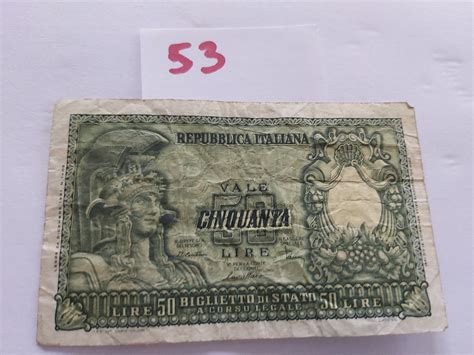 53
REPUBBLICA ITALIANA
VALE
50
CINQUANTA
LIRE
LIRE 50 BIGLIETTO DI STATO 50 LIRE
A CORSO LEGALE